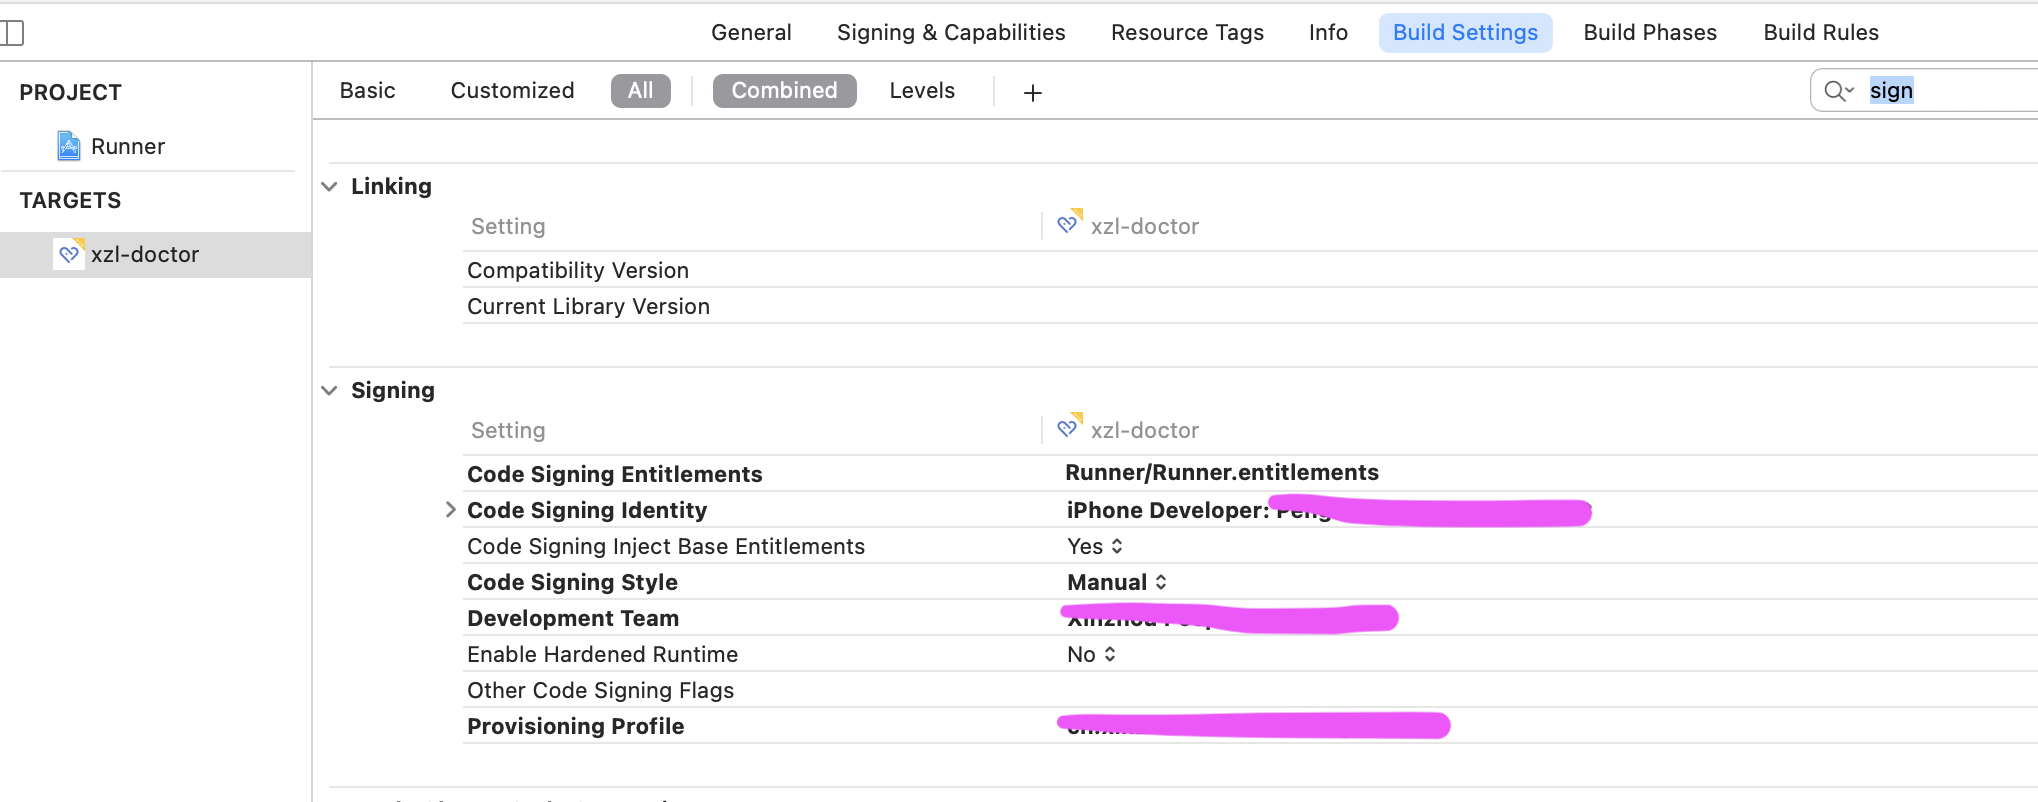 General Signing & Capabilities Resource Tags Info Build Settings Build Phases Build Rules
PROJECT
Runner
TARGETS
xzl-doctor
Basic Customized All Combined Levels + sign
Linking
Setting xzl-doctor
Compatibility Version
Current Library Version
Signing
Setting xzl-doctor
Code Signing Entitlements Runner/Runner.entitlements
Code Signing Identity iPhone Developer:
Code Signing Inject Base Entitlements Yes
Code Signing Style Manual
Development Team
Enable Hardened Runtime No
Other Code Signing Flags
Provisioning Profile